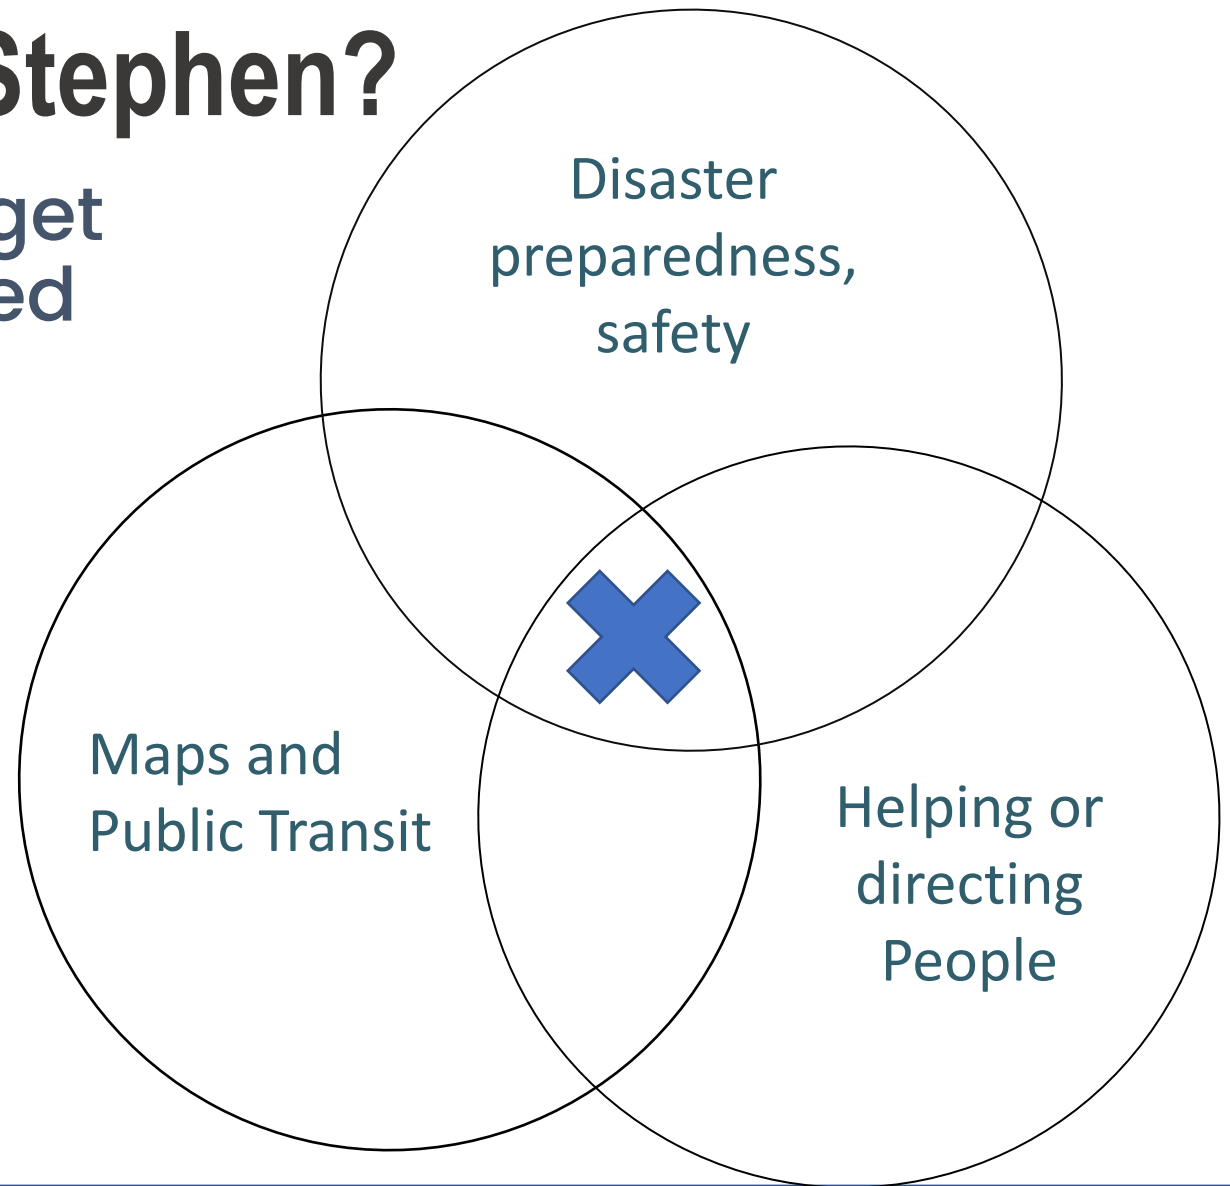 Stephen?
get
ed
Disaster
preparedness,
safety
Maps and
Public Transit
Helping or
directing
People